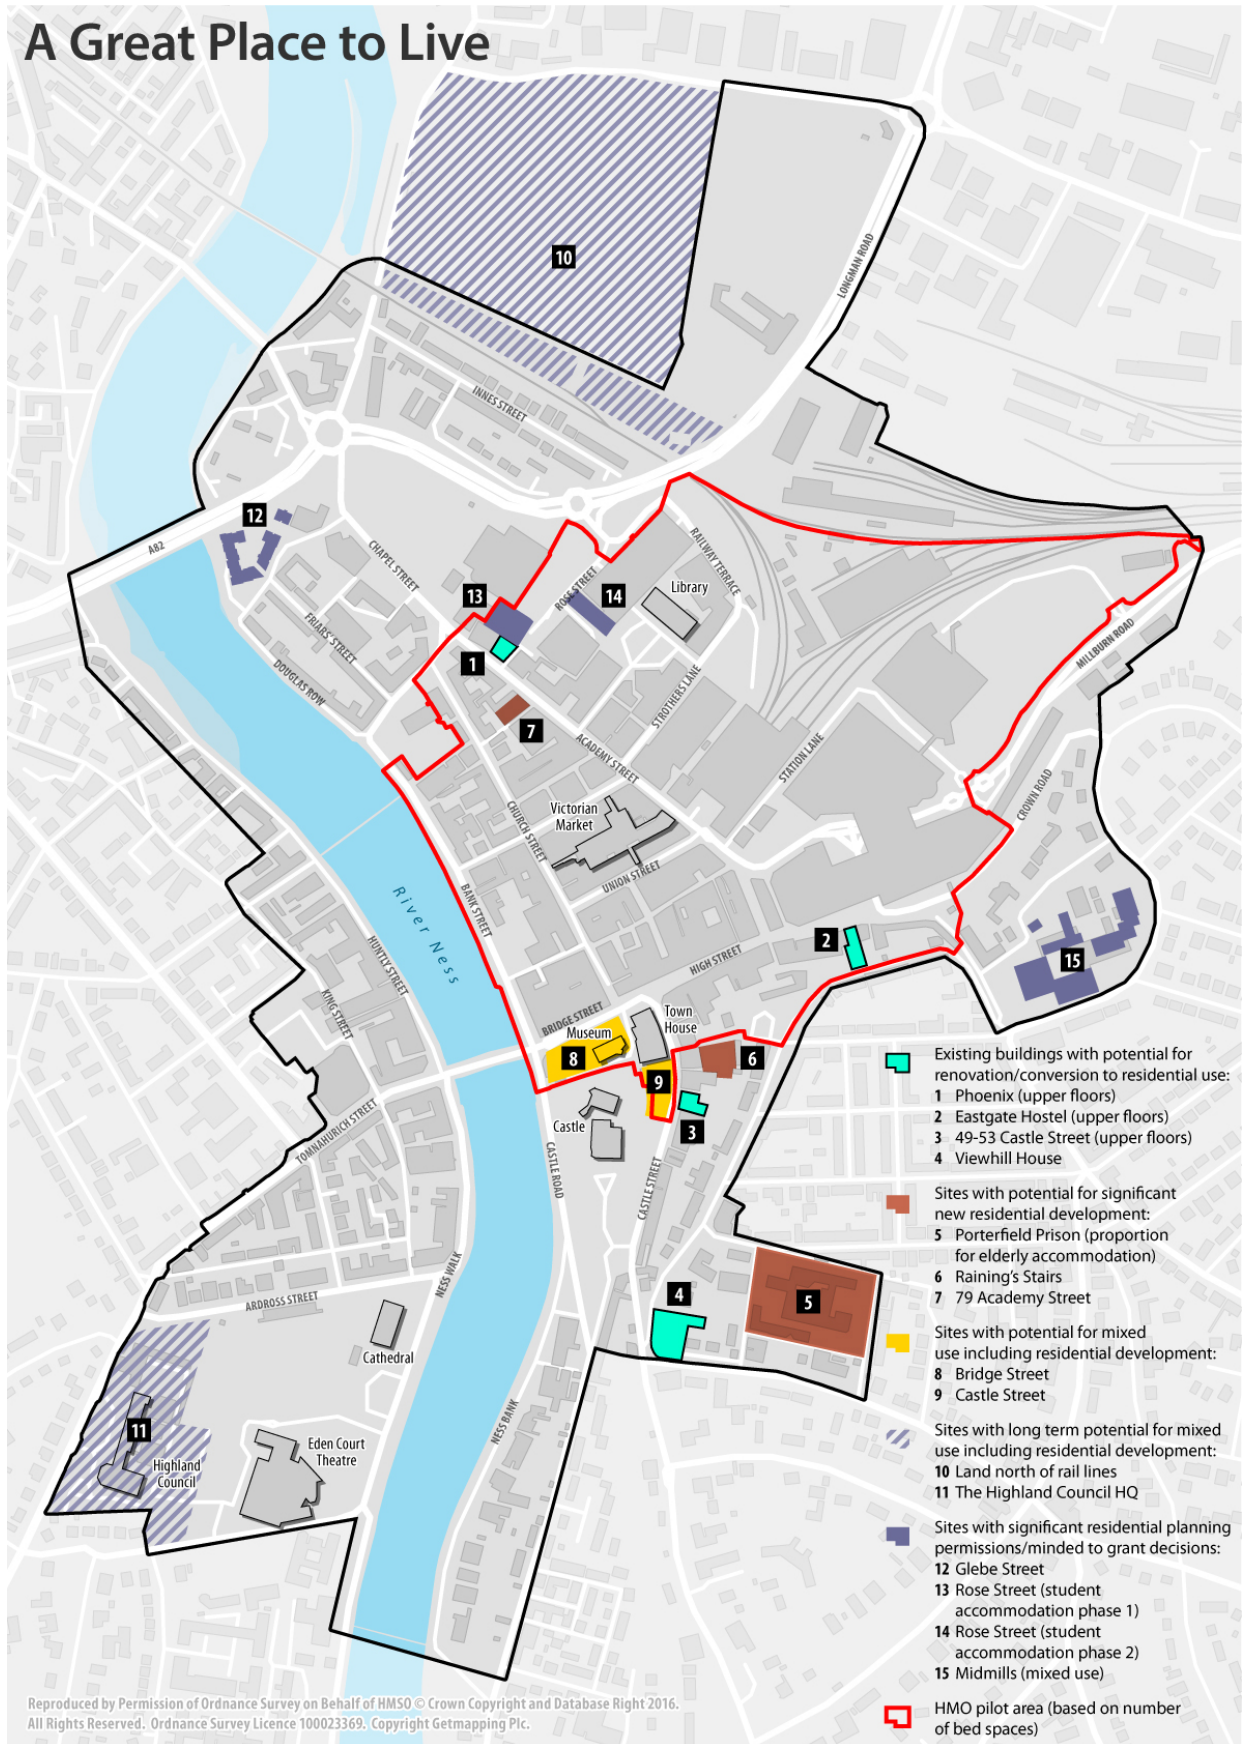 A Great Place to Live
10
LONGMAN ROAD
INNES STREET
12
A82
CHAPEL STREET
RAILWAY TERRACE
13
ROSE STREET
14
Library
FRIARS' STREET
1
MILLBURN ROAD
DOUGLAS ROW
STROTHERS LANE
7
ACADEMY STREET
STATION LANE
CROWN ROAD
Victorian
Market
CHURCH STREET
UNION STREET
River Ness
BANK STREET
2
HIGH STREET
15
HUNTLY STREET
KING STREET
BRIDGE STREET
Town
House
Museum
8
6
9
Castle
3
TOMNAHURICH STREET
CASTLE ROAD
CASTLE STREET
NESS WALK
4
5
ARDROSS STREET
Cathedral
NESS BANK
11
Highland
Council
Eden Court
Theatre
Existing buildings with potential for
renovation/conversion to residential use:
1 Phoenix (upper floors)
2 Eastgate Hostel (upper floors)
3 49-53 Castle Street (upper floors)
4 Viewhill House
Sites with potential for significant
new residential development:
5 Porterfield Prison (proportion
for elderly accommodation)
6 Raining's Stairs
7 79 Academy Street
Sites with potential for mixed
use including residential development:
8 Bridge Street
9 Castle Street
Sites with long term potential for mixed
use including residential development:
10 Land north of rail lines
11 The Highland Council HQ
Sites with significant residential planning
permissions/minded to grant decisions:
12 Glebe Street
13 Rose Street (student
accommodation phase 1)
14 Rose Street (student
accommodation phase 2)
15 Midmills (mixed use)
HMO pilot area (based on number
of bed spaces)
Reproduced by Permission of Ordnance Survey on Behalf of HMSO © Crown Copyright and Database Right 2016.
All Rights Reserved. Ordnance Survey Licence 100023369. Copyright Getmapping Plc.